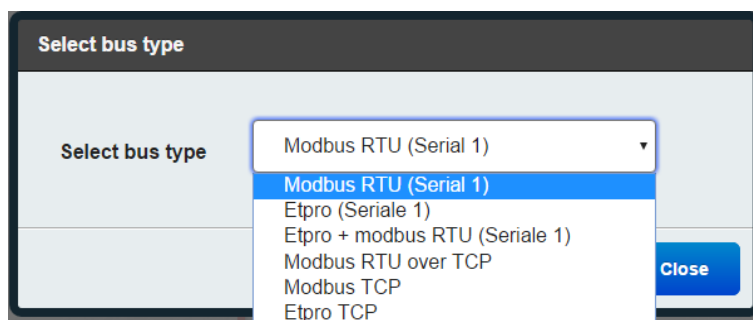 Select bus type
Select bus type
Modbus RTU (Serial 1)
Modbus RTU (Serial 1)
Etpro (Seriale 1)
Etpro + modbus RTU (Seriale 1)
Modbus RTU over TCP
Close
Modbus TCP
Etpro TCP